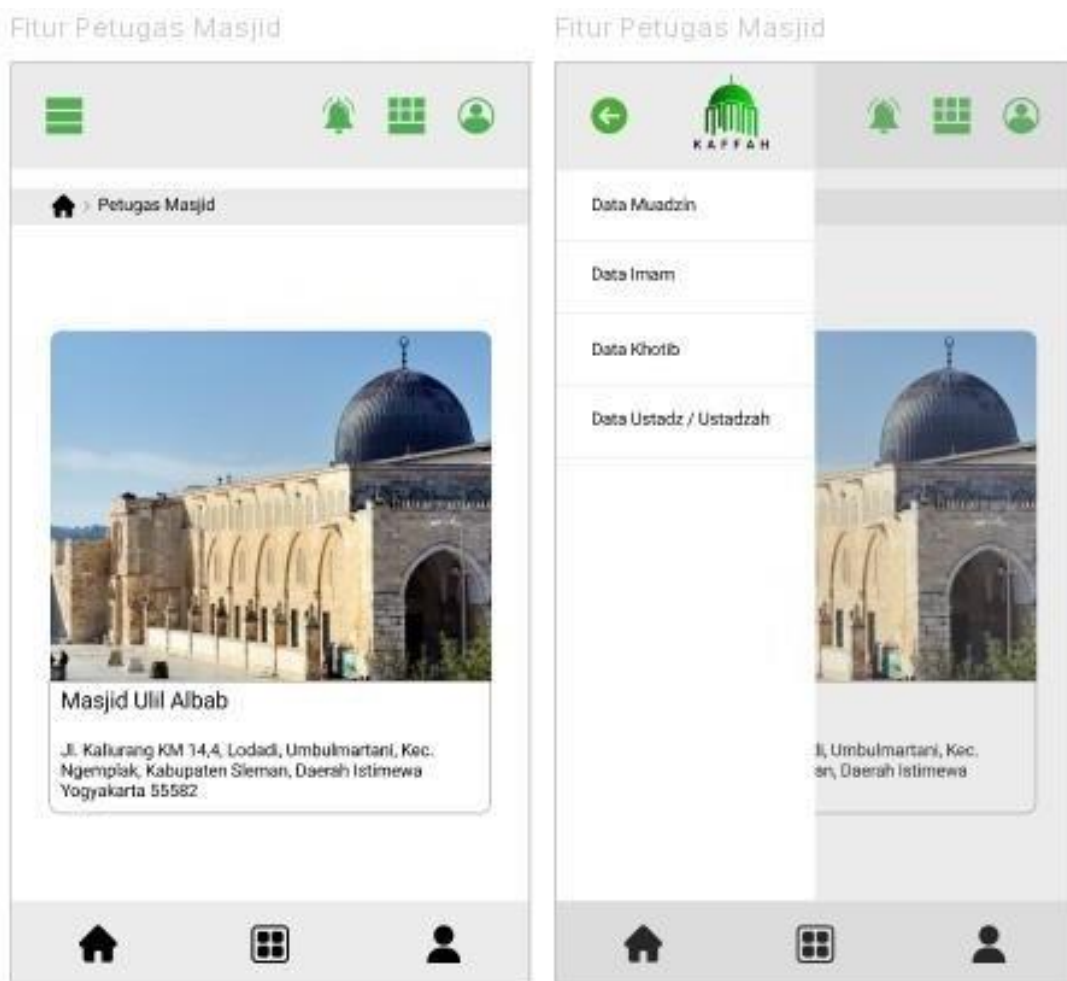 Fitur Petugas Masjid
Petugas Masjid
Masjid Ulil Albab
Jl. Kaliurang KM 14,4, Lodadi, Umbulmartani, Kec.
Ngemplak, Kabupaten Sleman, Daerah Istimewa
Yogyakarta 55582
Fitur Petugas Masjid
KAFFAH
Data Muadzin
Data Imam
Data Khotib
Data Ustadz / Ustadzah
di, Umbulmartani, Kec.
an, Daerah Istimewa